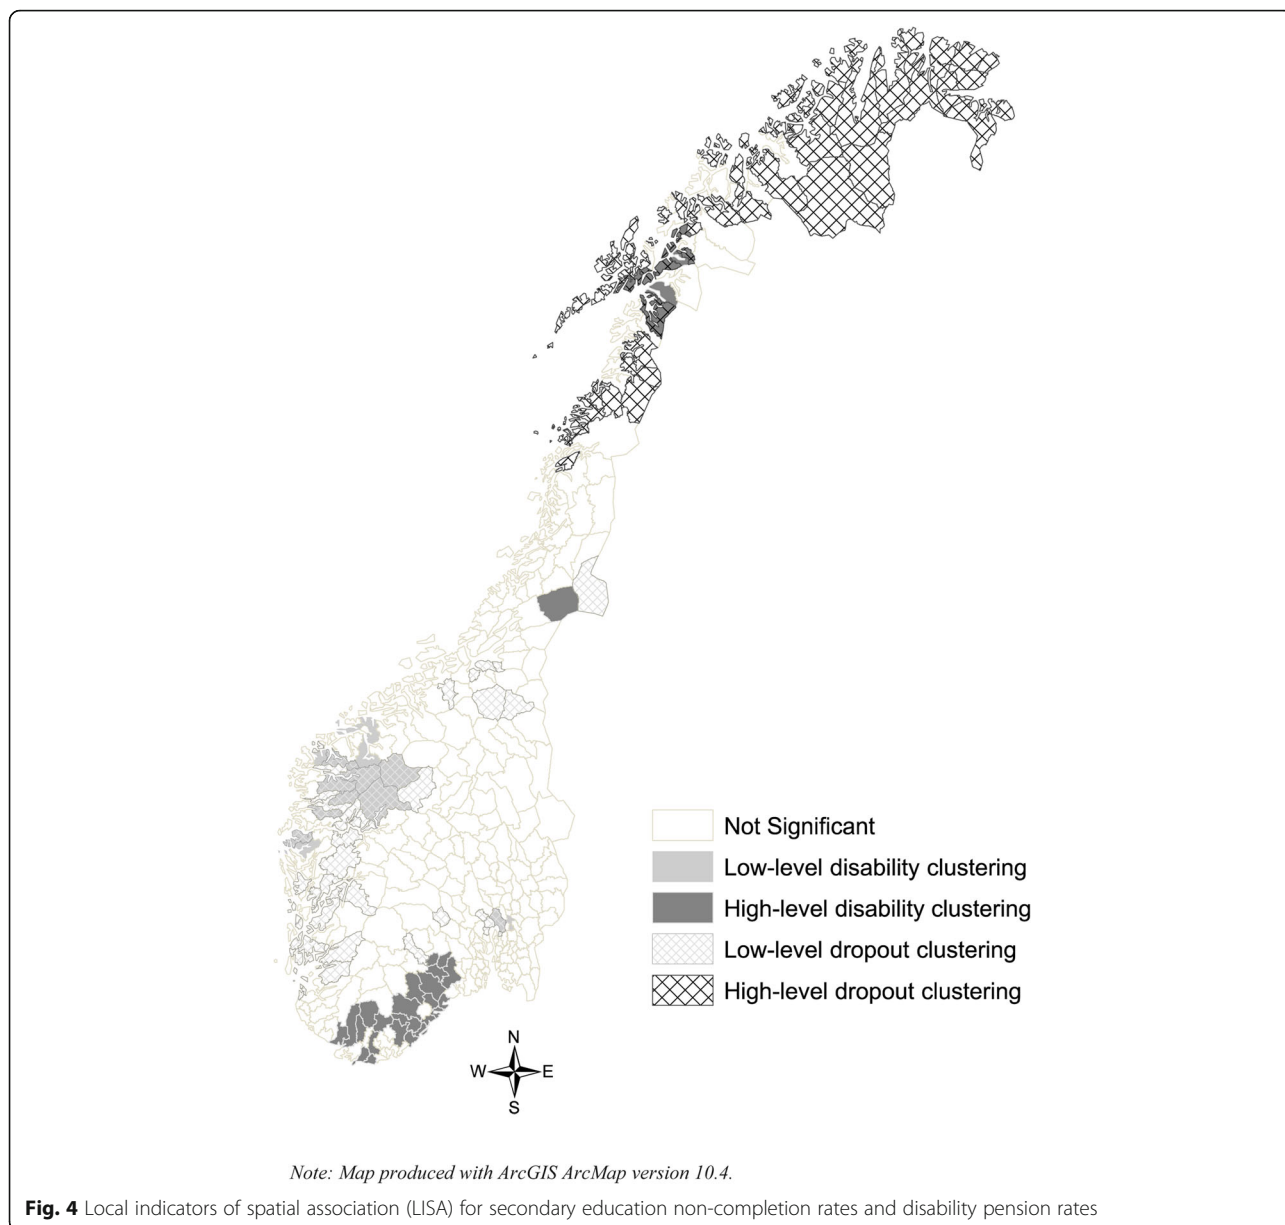 Not Significant
Low-level disability clustering
High-level disability clustering
Low-level dropout clustering
High-level dropout clustering
N
W E
S
Note: Map produced with ArcGIS ArcMap version 10.4.
Fig. 4 Local indicators of spatial association (LISA) for secondary education non-completion rates and disability pension rates